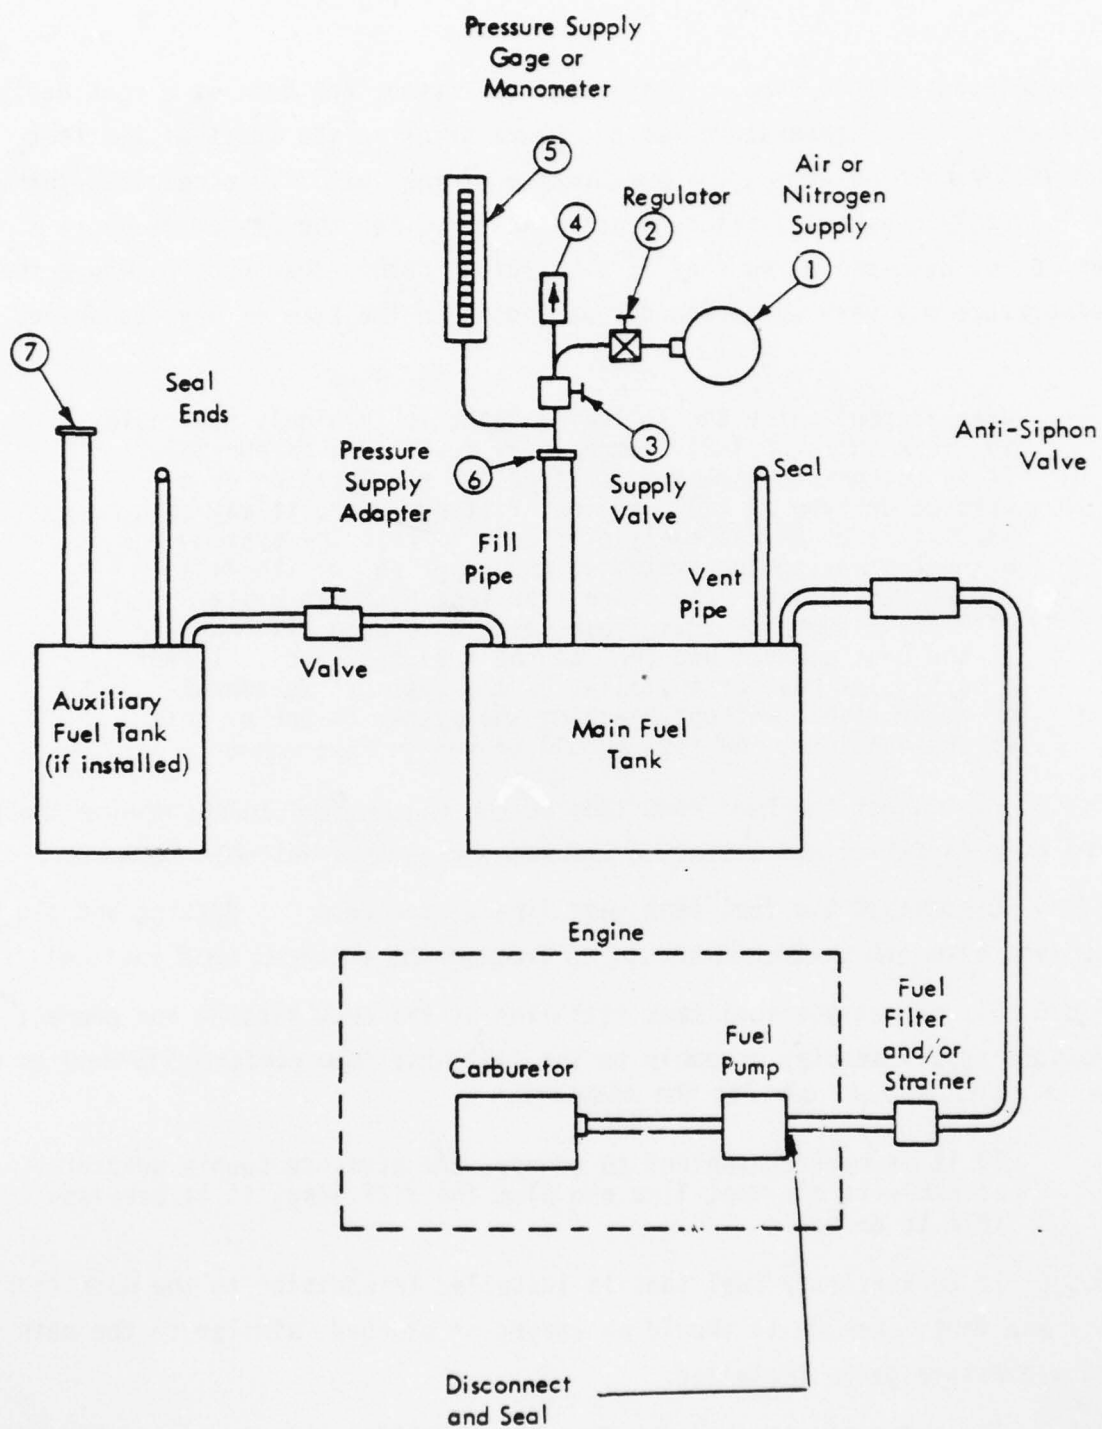 Pressure Supply
Gage or
Manometer
5
Air or
Nitrogen
Supply
4
Regulator
2
1
7
Seal
Ends
3
Anti-Siphon
Valve
Pressure
Supply
Adapter
6
Supply
Valve
Seal
Fill
Pipe
Vent
Pipe
Valve
Auxiliary
Fuel Tank
(if installed)
Main Fuel
Tank
Engine
Fuel
Filter
and/or
Strainer
Fuel
Pump
Carburetor
Disconnect
and Seal